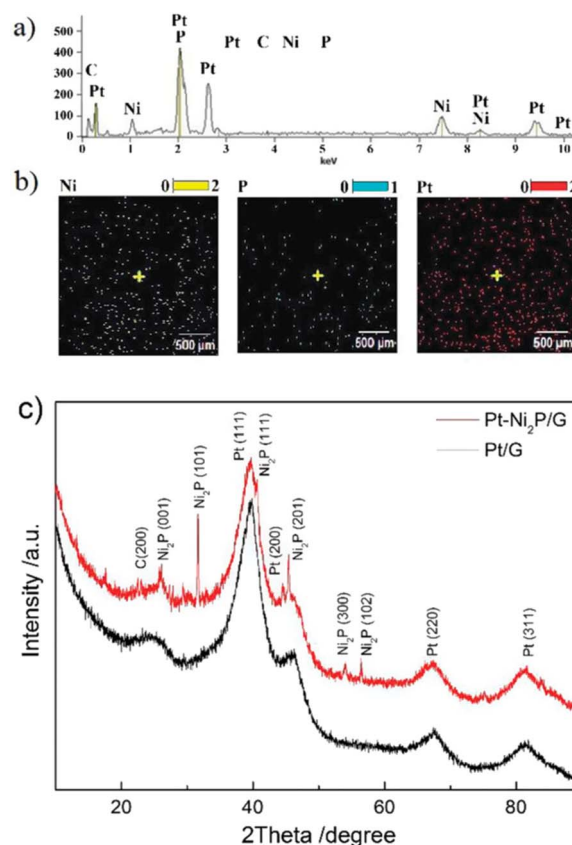 a)
Pt
P Pt C Ni P
C
Pt Ni Pt Ni Pt Ni Pt Pt
500
400
300
200
100
0
0 1 2 3 4 5 6 7 8 9 10
keV
b) Ni 0 2 P 0 1 Pt 0 2
500 µm 500 µm 500 µm
c)
Pt-Ni₂P/G
Pt/G
C(200)
Ni₂P (001)
Ni₂P (101)
Pt (111)
Ni₂P (111)
Pt (200)
Ni₂P (201)
Ni₂P (300)
Ni₂P (102)
Pt (220)
Pt (311)
Intensity /a.u.
20 40 60 80
2Theta /degree